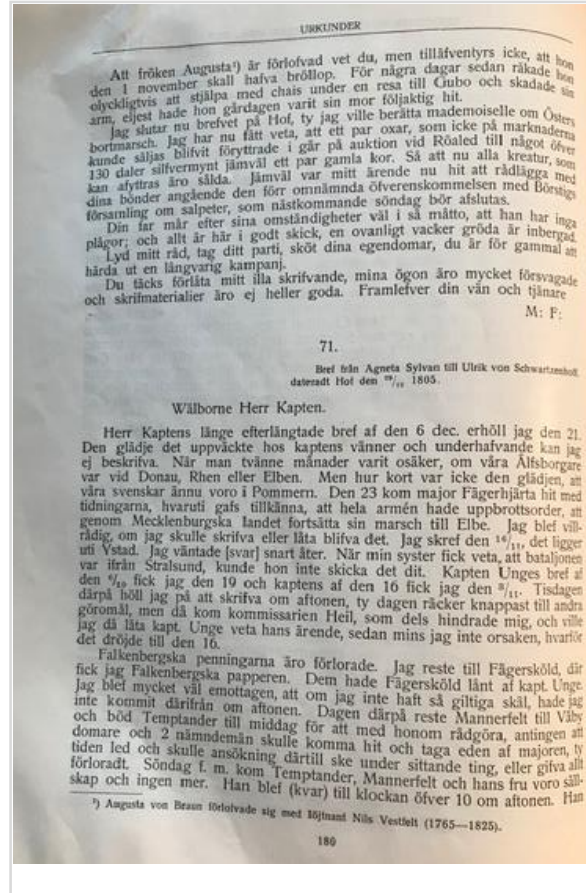 URKUNDER
Att fröken Augusta¹) är förlofvad vet du, men tilläfventyrs icke, att hon
den 1 november skall hafva bröllop. För några dagar sedan råkade hon
olyckligtvis att stjälpa med chais under en resa till Gubo och skadade sin
arm, eljest hade hon gårdagen varit sin mor följaktig hit.
Jag slutar nu brefvet på Hof, ty jag ville berätta mademoiselle om Östers
bortmarsch. Jag har nu fått veta, att ett par oxar, som icke på marknaderna
kunde säljas blifvit föryttrade i går på auktion vid Röaled till något öfver
130 daler silfvermynt jämväl ett par gamla kor. Så att nu alla kreatur, som
kan afyttras äro sålda. Jämväl var mitt ärende nu hit att rådlägga med
dina bönder angående den förr omnämnda öfverenskommelsen med Börstigs
församling om salpeter, som nästkommande söndag bör afslutas.
Din far mår efter sina omständigheter väl i så måtto, att han har inga
plågor; och allt är här i godt skick, en ovanligt vacker gröda är inbergad.
Lyd mitt råd, tag ditt parti, sköt dina egendomar, du är för gammal att
härda ut en långvarig kampanj.
Du täcks förlåta mitt illa skrifvande, mina ögon äro mycket försvagade
och skrifmaterialier äro ej heller goda. Framlefver din vän och tjänare
M: F:
71.
Bref från Agneta Sylvan till Ulrik von Schwartzenhoff,
dateradt Hof den ²⁹/₁₂ 1805.
Wälborne Herr Kapten.
Herr Kaptens länge efterlängtade bref af den 6 dec. erhöll jag den 21.
Den glädje det uppväckte hos kaptens vänner och underhafvande kan jag
ej beskrifva. När man tvänne månader varit osäker, om våra Älfsborgare
var vid Donau, Rhen eller Elben. Men hur kort var icke den glädjen, att
våra svenskar ännu voro i Pommern. Den 23 kom major Fägerhjärta hit med
tidningarna, hvaruti gafs tillkänna, att hela armén hade uppbrottsorder, att
genom Mecklenburgska landet fortsätta sin marsch till Elbe. Jag blef vill-
rådig, om jag skulle skrifva eller låta blifva det. Jag skref den ¹⁶/₁₁, det ligger
uti Ystad. Jag väntade [svar] snart åter. När min syster fick veta, att bataljonen
var ifrån Stralsund, kunde hon inte skicka det dit. Kapten Unges bref af
den fick jag den 19 och kaptens af den 16 fick jag den ⁸/₁₁. Tisdagen
därpå höll jag på att skrifva om aftonen, ty dagen räcker knappast till andra
göromål, men då kom kommissarien Heil, som dels hindrade mig, och ville
jag då låta kapt. Unge veta hans ärende, sedan mins jag inte orsaken, hvarför
det dröjde till den 16.
Falkenbergska penningarna äro förlorade. Jag reste till Fägersköld, där
fick jag Falkenbergska papperen. Dem hade Fägersköld lånt af kapt. Unge.
Jag blef mycket väl emottagen, att om jag inte haft så giltiga skäl, hade jag
inte kommit därifrån om aftonen. Dagen därpå reste Mannerfelt till Våby
och böd Temptander till middag för att med honom rådgöra, antingen att
domare och 2 nämndemän skulle komma hit och taga eden af majoren, ty
tiden led och skulle ansökning därtill ske under sittande ting, eller gifva allt
förloradt. Söndag f. m. kom Temptander, Mannerfelt och hans fru voro säll-
skap och ingen mer. Han blef (kvar) till klockan öfver 10 om aftonen. Han
¹) Augusta von Braun förlofvade sig med löjtnant Nils Vestfelt (1765—1825).
180